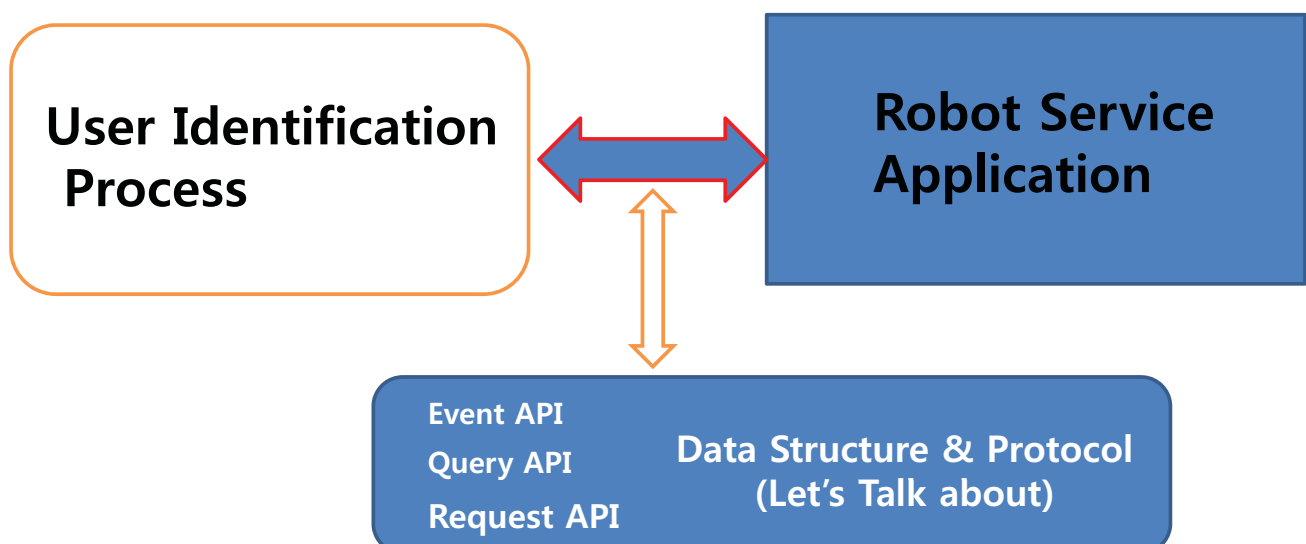 User Identification
Process
Robot Service
Application
Event API
Query API
Request API
Data Structure & Protocol
(Let's Talk about)